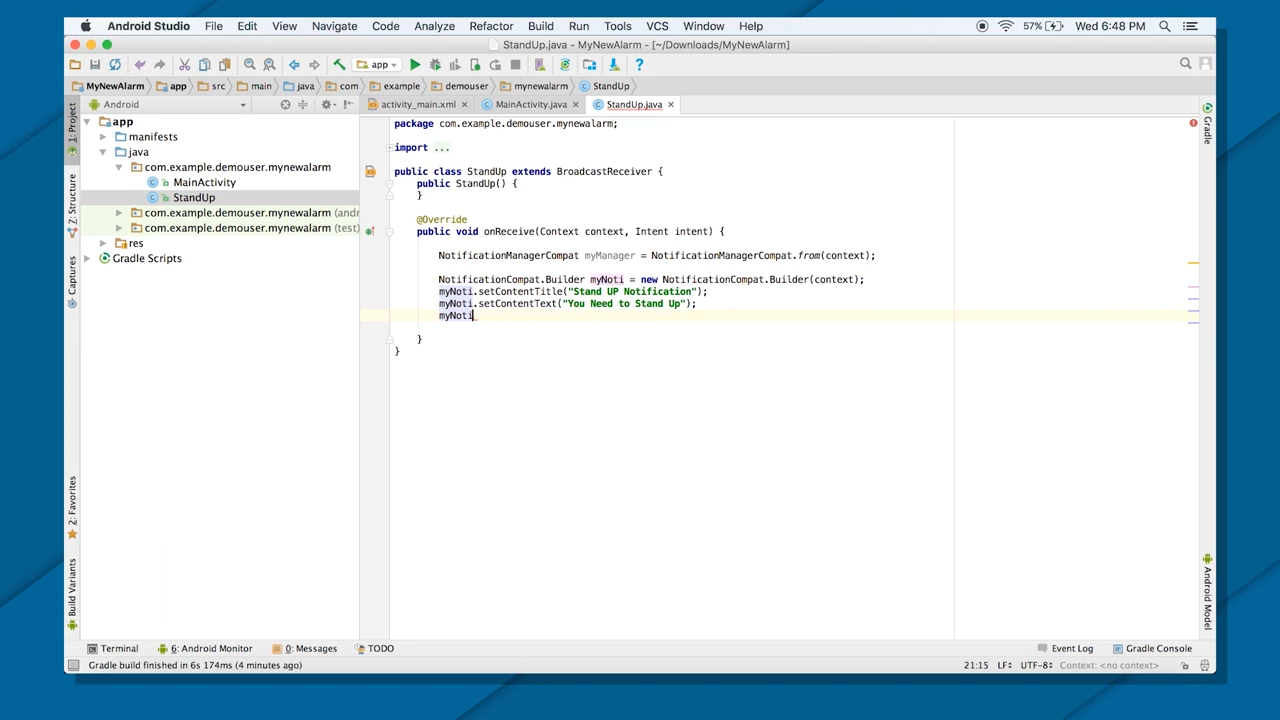 Android Studio File Edit View Navigate Code Analyze Refactor Build Run Tools VCS Window Help 57% Wed 6:48 PM
StandUp.java - MyNewAlarm - [~/Downloads/MyNewAlarm]
app
MyNewAlarm app src main java com example demouser mynewalarm StandUp
Android
activity_main.xml MainActivity.java StandUp.java
1: Project
7: Structure
Captures
2: Favorites
Build Variants
app
manifests
java
com.example.demouser.mynewalarm
MainActivity
StandUp
com.example.demouser.mynewalarm (andr
com.example.demouser.mynewalarm (test)
res
Gradle Scripts
package com.example.demouser.mynewalarm;
import ...
public class StandUp extends BroadcastReceiver {
public StandUp() {
}
@Override
public void onReceive(Context context, Intent intent) {
NotificationManagerCompat myManager = NotificationManagerCompat.from(context);
NotificationCompat.Builder myNoti = new NotificationCompat.Builder(context);
myNoti.setContentTitle("Stand UP Notification");
myNoti.setContentText("You Need to Stand Up");
myNoti
}
}
Gradle
Android Model
Terminal 6: Android Monitor 0: Messages TODO Event Log Gradle Console
Gradle build finished in 6s 174ms (4 minutes ago) 21:15 LF UTF-8 Context: <no context>